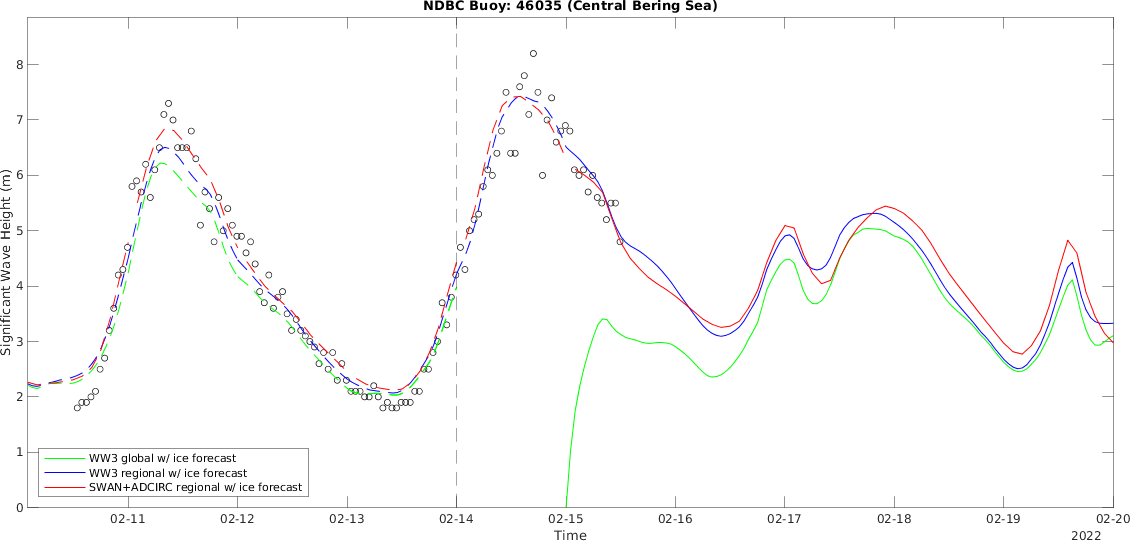 NDBC Buoy: 46035 (Central Bering Sea)
Significant Wave Height (m)
8
7
6
5
4
3
2
1
0
WW3 global w/ ice forecast
WW3 regional w/ ice forecast
SWAN+ADCIRC regional w/ ice forecast
02-11 02-12 02-13 02-14 02-15 02-16 02-17 02-18 02-19 02-20
Time
2022